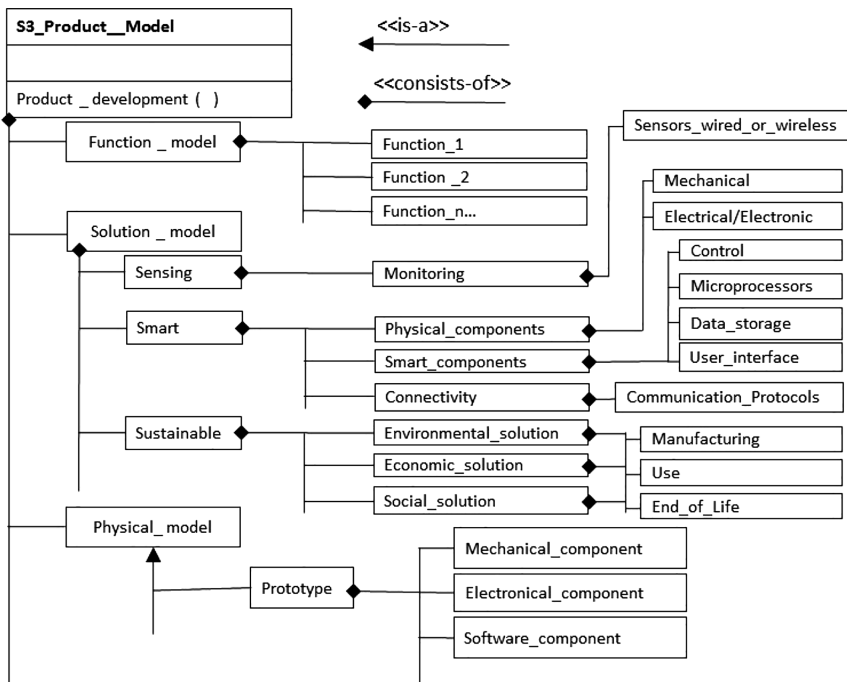 S3_Product__Model
<<is-a>>
<<consists-of>>
Product _ development ( )
Function _ model
Function_1
Function _2
Function_n...
Sensors_wired_or_wireless
Mechanical
Electrical/Electronic
Solution _ model
Sensing
Monitoring
Control
Microprocessors
Data_storage
User_interface
Smart
Physical_components
Smart_components
Connectivity
Communication_Protocols
Sustainable
Environmental_solution
Economic_solution
Social_solution
Manufacturing
Use
End_of_Life
Physical_ model
Prototype
Mechanical_component
Electronical_component
Software_component